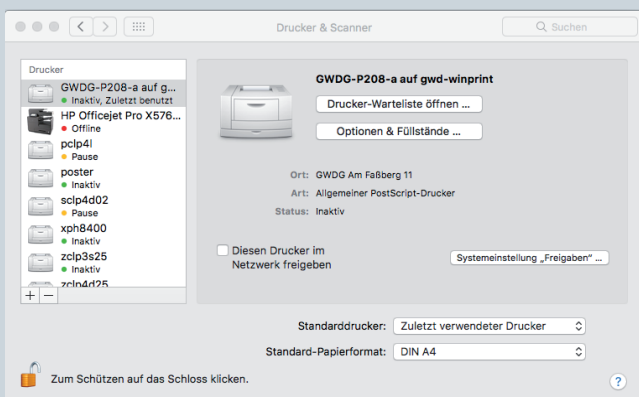 Drucker & Scanner
Suchen
Drucker
GWDG-P208-a auf g...
Inaktiv, Zuletzt benutzt
HP Officejet Pro X576...
Offline
pclp4l
Pause
poster
Inaktiv
sclp4d02
Pause
xph8400
Inaktiv
zclp3s25
Inaktiv
zclp4d25
+ −
GWDG-P208-a auf gwd-winprint
Drucker-Warteliste öffnen ...
Optionen & Füllstände ...
Ort: GWDG Am Faßberg 11
Art: Allgemeiner PostScript-Drucker
Status: Inaktiv
Diesen Drucker im
Netzwerk freigeben
Systemeinstellung „Freigaben“ ...
Standarddrucker: Zuletzt verwendeter Drucker
Standard-Papierformat: DIN A4
Zum Schützen auf das Schloss klicken.
?